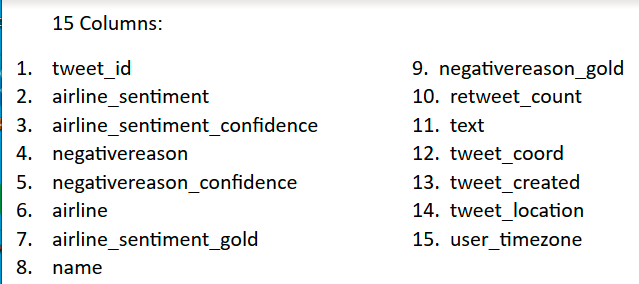 15 Columns:
1. tweet_id
2. airline_sentiment
3. airline_sentiment_confidence
4. negativereason
5. negativereason_confidence
6. airline
7. airline_sentiment_gold
8. name
9. negativereason_gold
10. retweet_count
11. text
12. tweet_coord
13. tweet_created
14. tweet_location
15. user_timezone